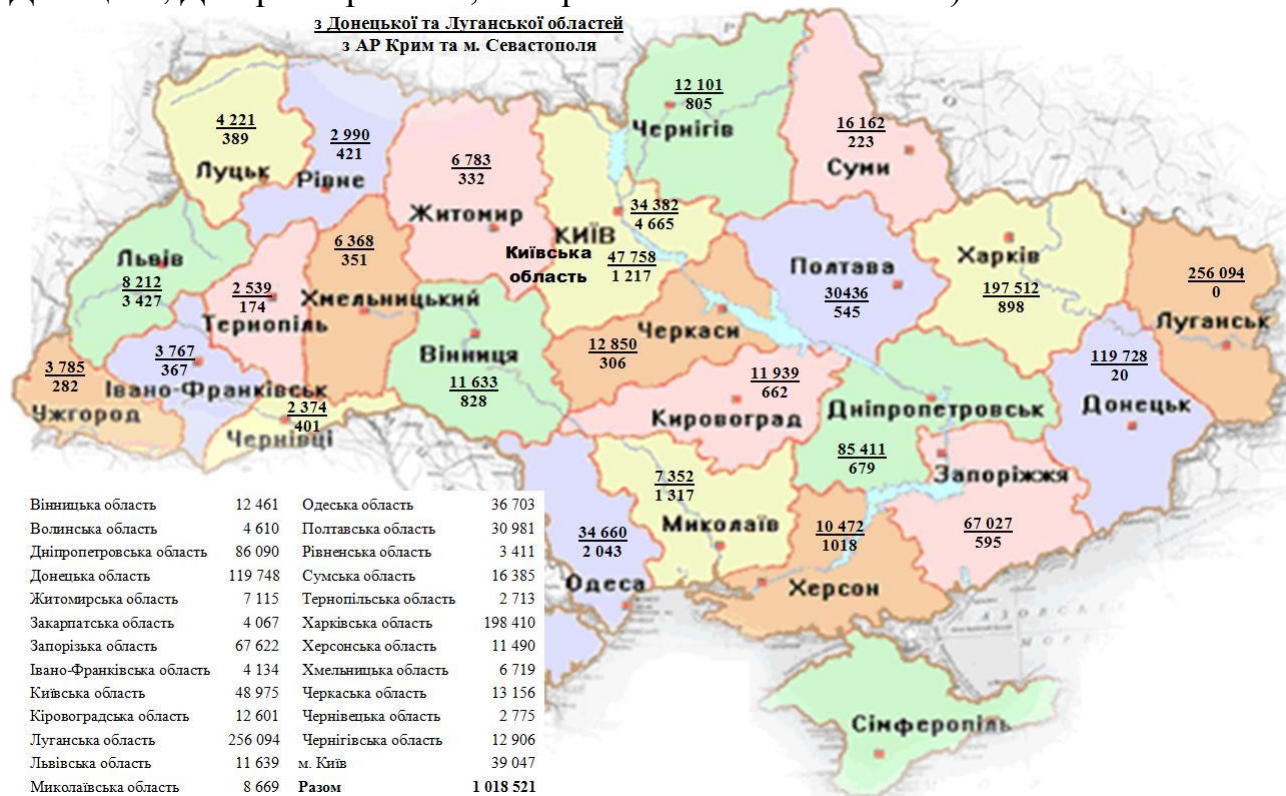 з Донецької та Луганської областей
з АР Крим та м. Севастополя
12 101
805
Чернігів
16 162
223
Суми
4 221
389
Луцьк
2 990
421
Рівне
6 783
332
Житомир
34 382
4 665
КИЇВ
Київська
область
47 758
1 217
Полтава
30436
545
Харків
197 512
898
256 094
0
Луганськ
Львів
8 212
3 427
2 539
174
Тернопіль
6 368
351
Хмельницький
Вінниця
11 633
828
Черкаси
12 850
306
11 939
662
Кировоград
Дніпропетровськ
85 411
679
119 728
20
Донецьк
3 785
282
Ужгород
3 767
367
Івано-Франківськ
2 374
401
Чернівці
34 660
2 043
Одеса
7 352
1 317
Миколаїв
10 472
1018
Херсон
Запоріжжя
67 027
595
Сімферопіль
АЗОВСЬКЕ
МОРЕ
Вінницька область 12 461 Одеська область 36 703
Волинська область 4 610 Полтавська область 30 981
Дніпропетровська область 86 090 Рівненська область 3 411
Донецька область 119 748 Сумська область 16 385
Житомирська область 7 115 Тернопільська область 2 713
Закарпатська область 4 067 Харківська область 198 410
Запорізька область 67 622 Херсонська область 11 490
Івано-Франківська область 4 134 Хмельницька область 6 719
Київська область 48 975 Черкаська область 13 156
Кіровоградська область 12 601 Чернівецька область 2 775
Луганська область 256 094 Чернігівська область 12 906
Львівська область 11 639 м. Київ 39 047
Миколаївська область 8 669 Разом 1 018 521